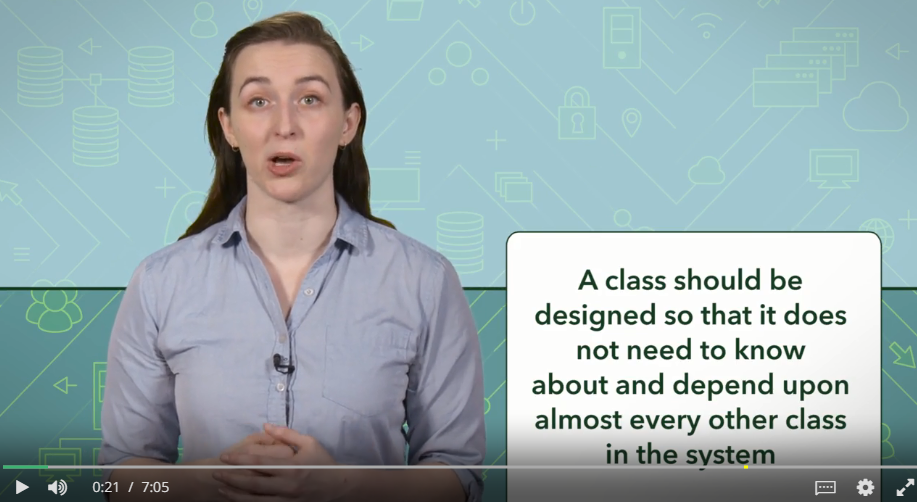 A class should be
designed so that it does
not need to know
about and depend upon
almost every other class
in the system
0:21 / 7:05